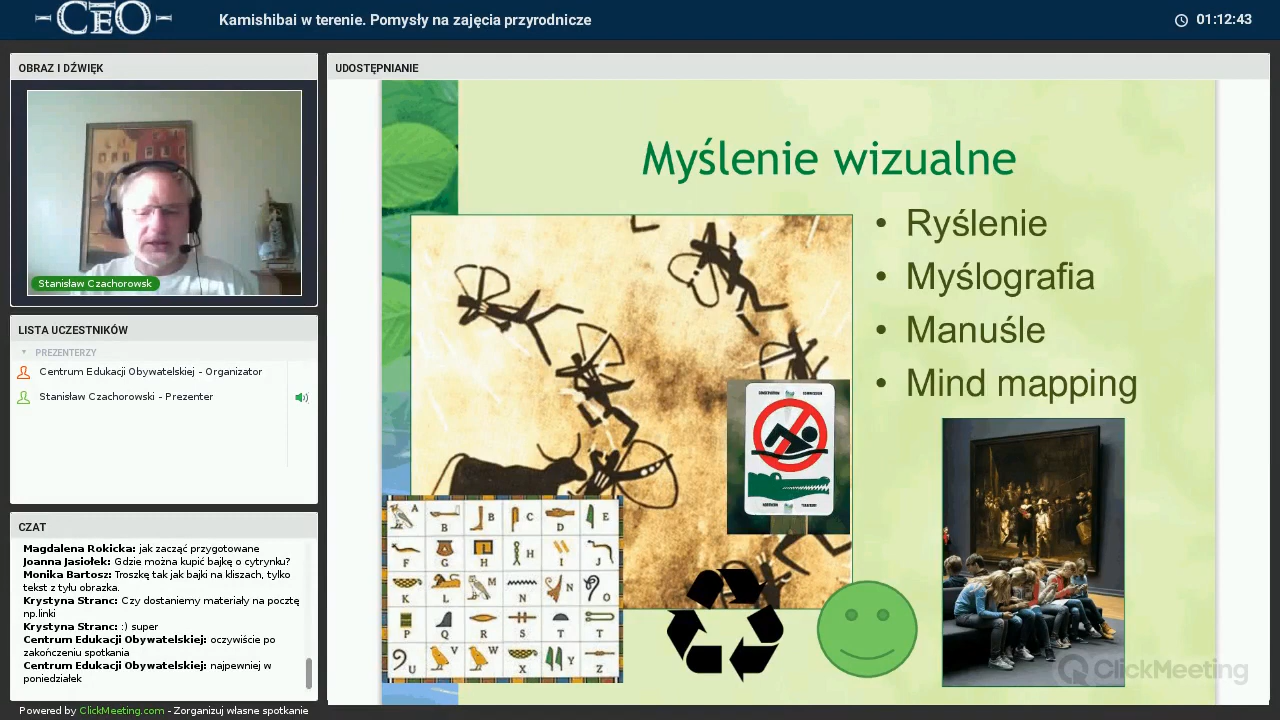 CEO
Kamishibai w terenie. Pomysły na zajęcia przyrodnicze
01:12:43
OBRAZ I DŹWIĘK
Stanisław Czachorowsk
LISTA UCZESTNIKÓW
PREZENTERZY
Centrum Edukacji Obywatelskiej - Organizator
Stanisław Czachorowski - Prezenter
CZAT
Magdalena Rokicka: jak zacząć przygotowane
Joanna Jasiołek: Gdzie można kupić bajkę o cytrynku?
Monika Bartosz: Troszkę tak jak bajki na kliszach, tylko
tekst z tyłu obrazka.
Krystyna Stranc: Czy dostaniemy materiały na pocztę
np.linki
Krystyna Stranc: :) super
Centrum Edukacji Obywatelskiej: oczywiście po
zakończeniu spotkania
Centrum Edukacji Obywatelskiej: najpewniej w
poniedziałek
Powered by ClickMeeting.com - Zorganizuj własne spotkanie
UDOSTĘPNIANIE
Myślenie wizualne
• Ryślenie
• Myślografia
• Manuśle
• Mind mapping
A B B C D E
F G H H I J
K L M N N O
P Q R S T T
U V W X Y Z
ClickMeeting